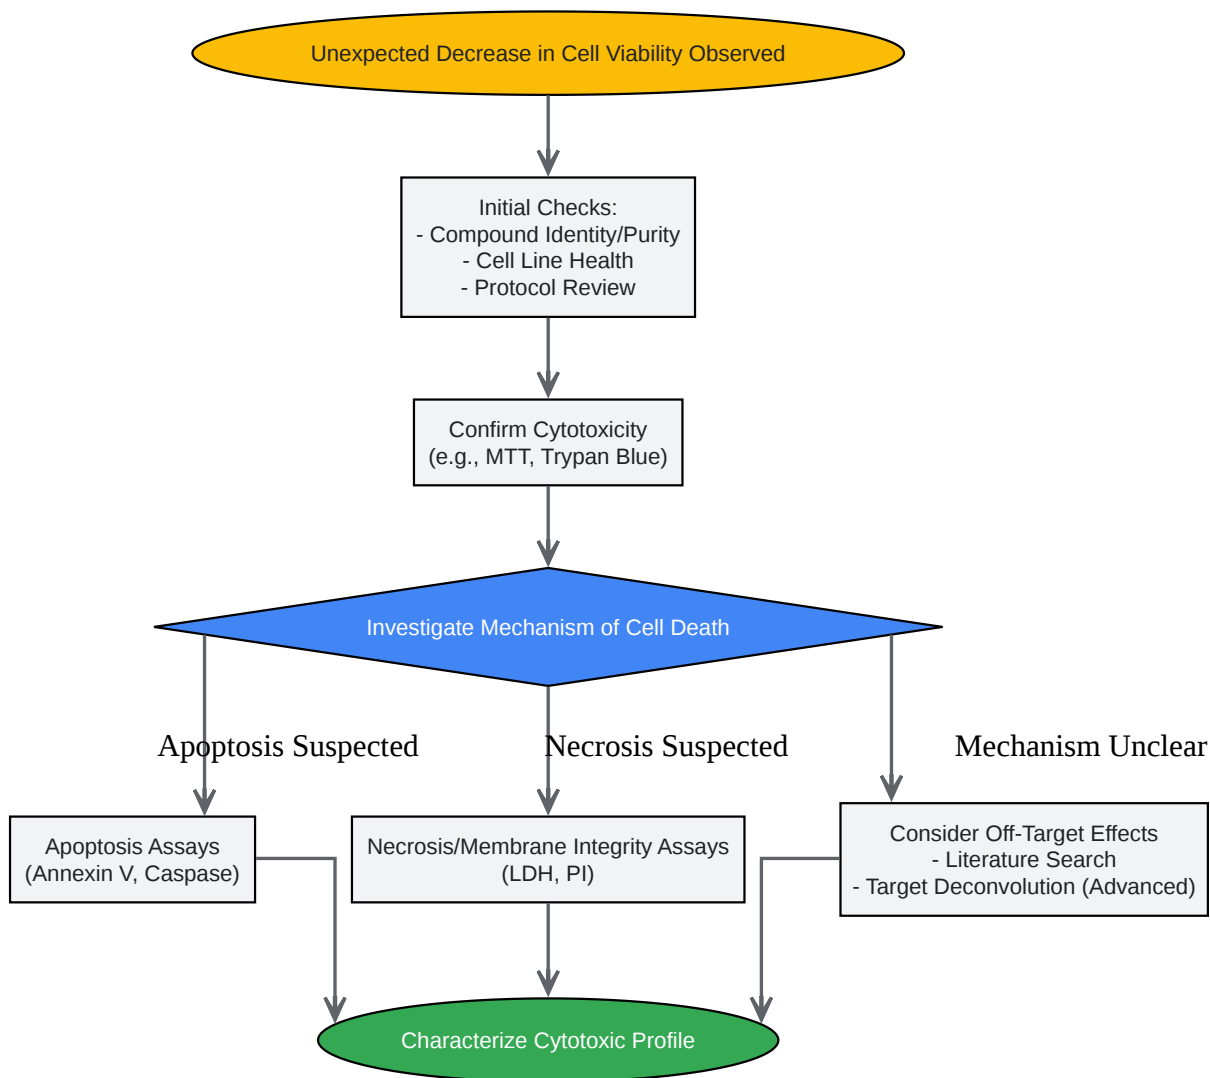 Unexpected Decrease in Cell Viability Observed
Initial Checks:
- Compound Identity/Purity
- Cell Line Health
- Protocol Review
Confirm Cytotoxicity
(e.g., MTT, Trypan Blue)
Investigate Mechanism of Cell Death
Apoptosis Suspected
Necrosis Suspected
Mechanism Unclear
Apoptosis Assays
(Annexin V, Caspase)
Necrosis/Membrane Integrity Assays
(LDH, PI)
Consider Off-Target Effects
- Literature Search
- Target Deconvolution (Advanced)
Characterize Cytotoxic Profile